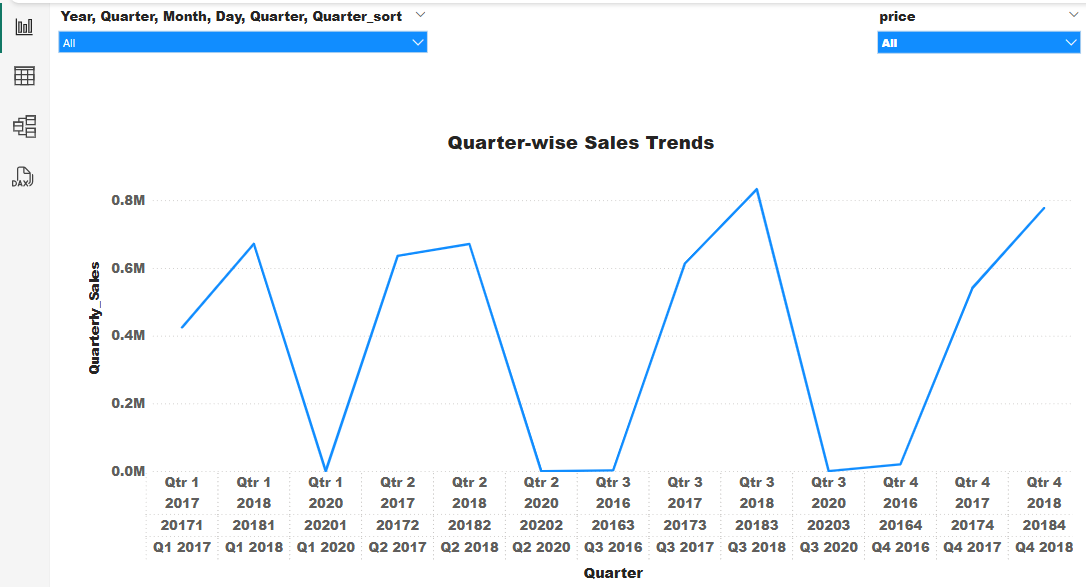 Year, Quarter, Month, Day, Quarter, Quarter_sort
price
All
All
DAX
Quarter-wise Sales Trends
0.8M
0.6M
0.4M
0.2M
0.0M
Quarterly_Sales
Qtr 1 Qtr 1 Qtr 1 Qtr 2 Qtr 2 Qtr 2 Qtr 3 Qtr 3 Qtr 3 Qtr 3 Qtr 4 Qtr 4 Qtr 4
2017 2018 2020 2017 2018 2020 2016 2017 2018 2020 2016 2017 2018
20171 20181 20201 20172 20182 20202 20163 20173 20183 20203 20164 20174 20184
Q1 2017 Q1 2018 Q1 2020 Q2 2017 Q2 2018 Q2 2020 Q3 2016 Q3 2017 Q3 2018 Q3 2020 Q4 2016 Q4 2017 Q4 2018
Quarter